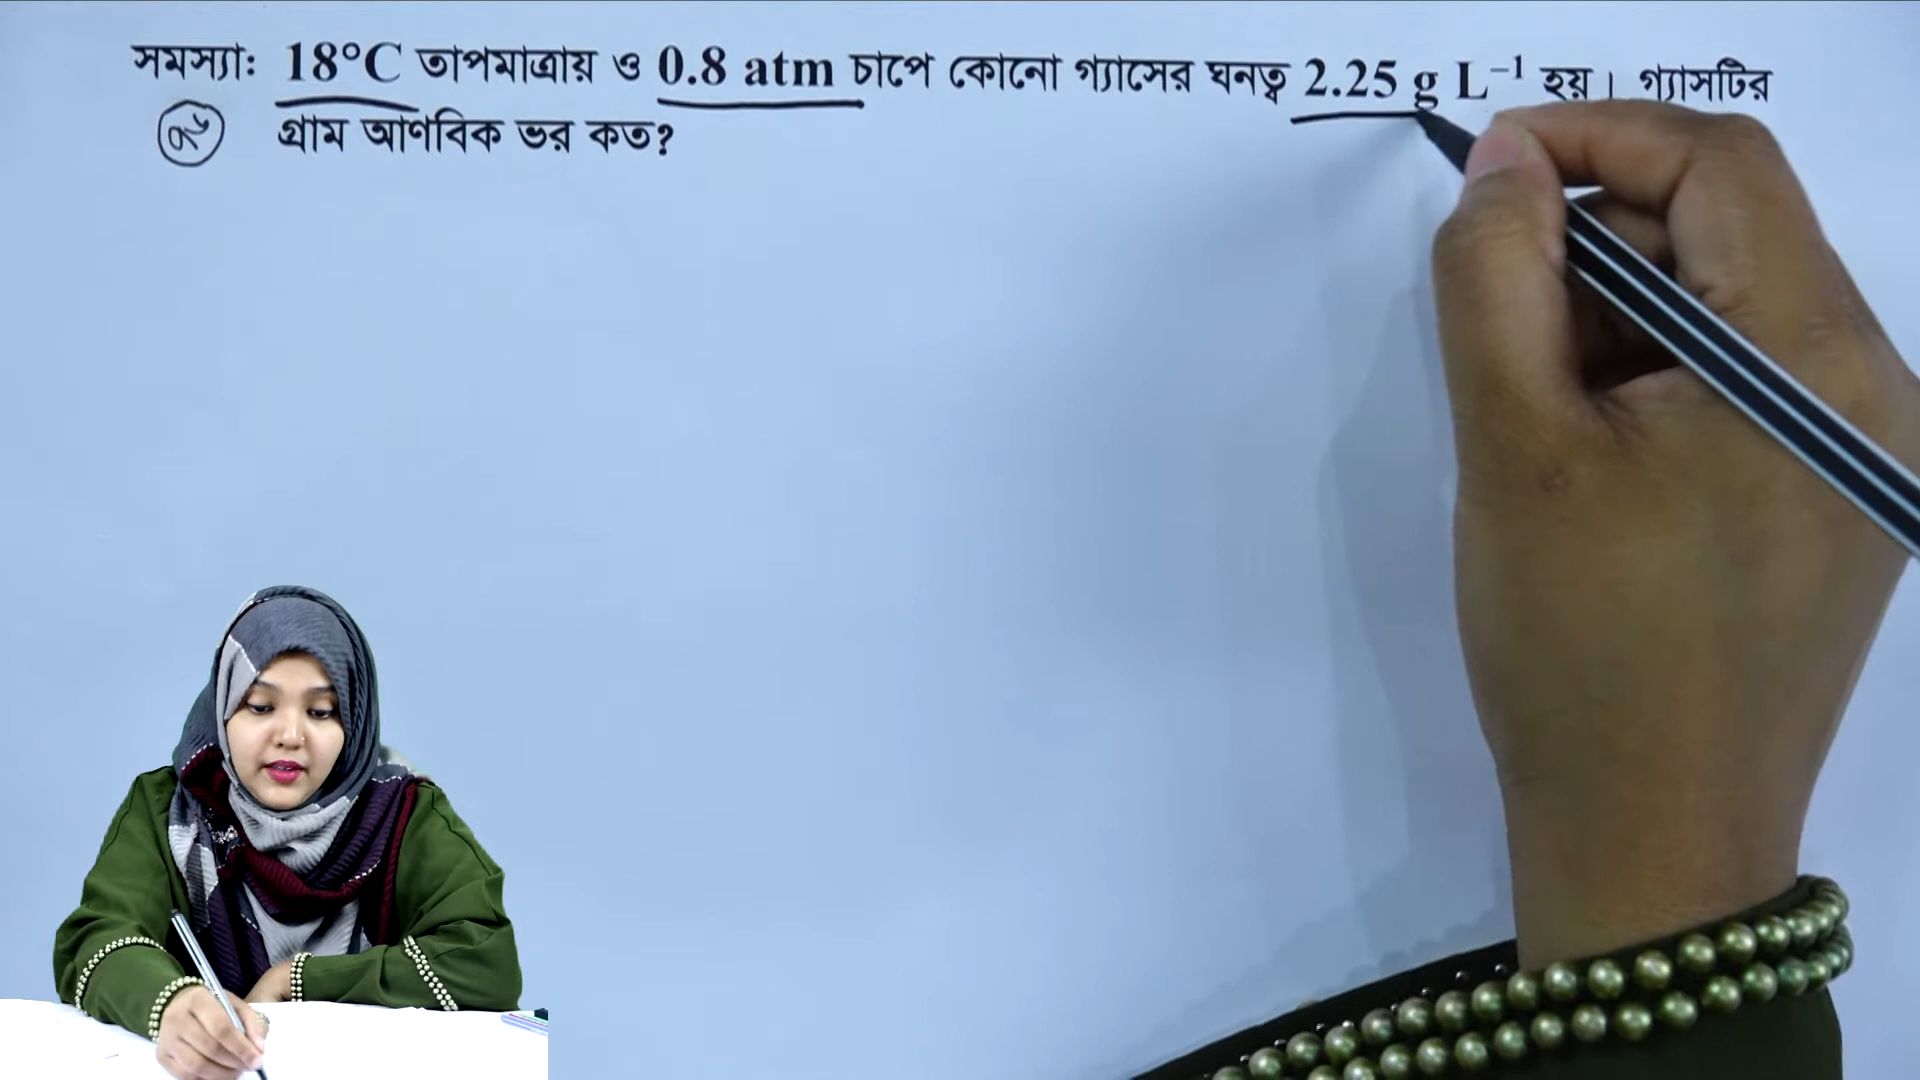 সমস্যাঃ 18°C তাপমাত্রায় ও 0.8 atm চাপে কোনো গ্যাসের ঘনত্ব 2.25 g L⁻¹ হয়। গ্যাসটির
গ্রাম আণবিক ভর কত?